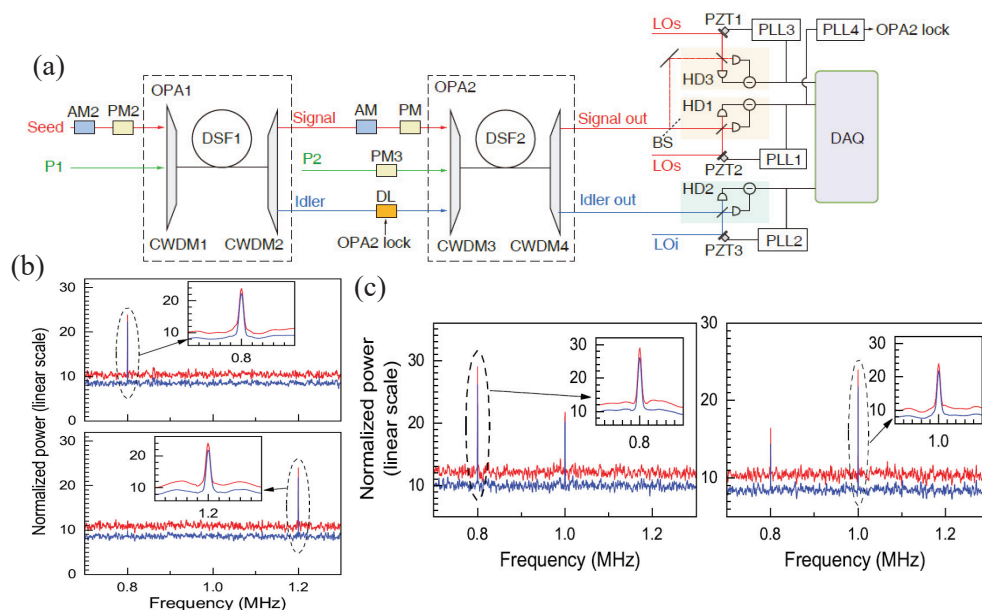 (a)
OPA1
OPA2
AM2 PM2
Seed
P1
DSF1
CWDM1 CWDM2
Signal
AM PM
P2
PM3
Idler
DL
OPA2 lock
DSF2
CWDM3 CWDM4
Signal out
Idler out
BS
LOs
PZT1
PLL3
PLL4
OPA2 lock
HD3
HD1
LOs
PZT2
PLL1
HD2
LOi
PZT3
PLL2
DAQ
(b)
Normalized power (linear scale)
30
20
10
0
20
10
0.8
30
20
10
0
20
10
1.2
0.8 1.0 1.2
Frequency (MHz)
(c)
Normalized power
(linear scale)
30
20
10
25
20
15
10
0.8
0.8 1.0 1.2
Frequency (MHz)
30
20
10
25
20
15
10
1.0
0.8 1.0 1.2
Frequency (MHz)